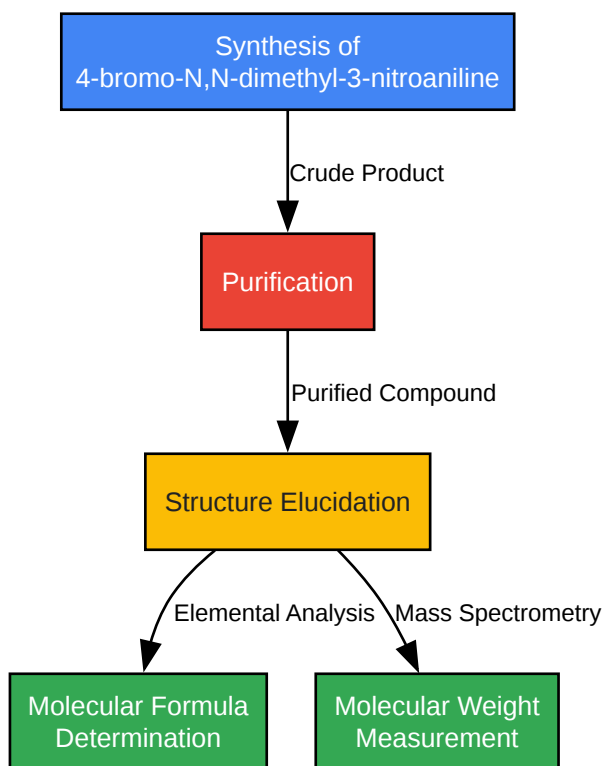 Synthesis of
4-bromo-N,N-dimethyl-3-nitroaniline
Crude Product
Purification
Purified Compound
Structure Elucidation
Elemental Analysis
Mass Spectrometry
Molecular Formula
Determination
Molecular Weight
Measurement